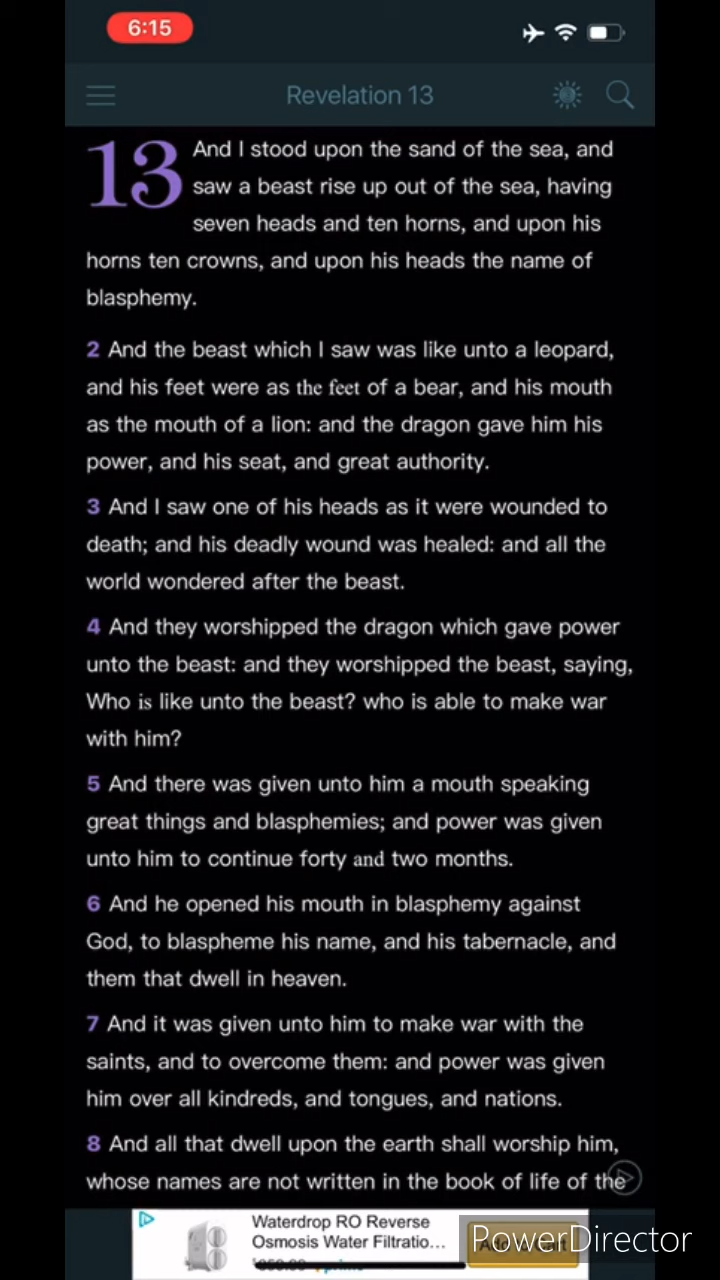 6:15
Revelation 13
13 And I stood upon the sand of the sea, and
saw a beast rise up out of the sea, having
seven heads and ten horns, and upon his
horns ten crowns, and upon his heads the name of
blasphemy.
2 And the beast which I saw was like unto a leopard,
and his feet were as the feet of a bear, and his mouth
as the mouth of a lion: and the dragon gave him his
power, and his seat, and great authority.
3 And I saw one of his heads as it were wounded to
death; and his deadly wound was healed: and all the
world wondered after the beast.
4 And they worshipped the dragon which gave power
unto the beast: and they worshipped the beast, saying,
Who is like unto the beast? who is able to make war
with him?
5 And there was given unto him a mouth speaking
great things and blasphemies; and power was given
unto him to continue forty and two months.
6 And he opened his mouth in blasphemy against
God, to blaspheme his name, and his tabernacle, and
them that dwell in heaven.
7 And it was given unto him to make war with the
saints, and to overcome them: and power was given
him over all kindreds, and tongues, and nations.
8 And all that dwell upon the earth shall worship him,
whose names are not written in the book of life of the
Waterdrop RO Reverse
Osmosis Water Filtratio...
PowerDirector